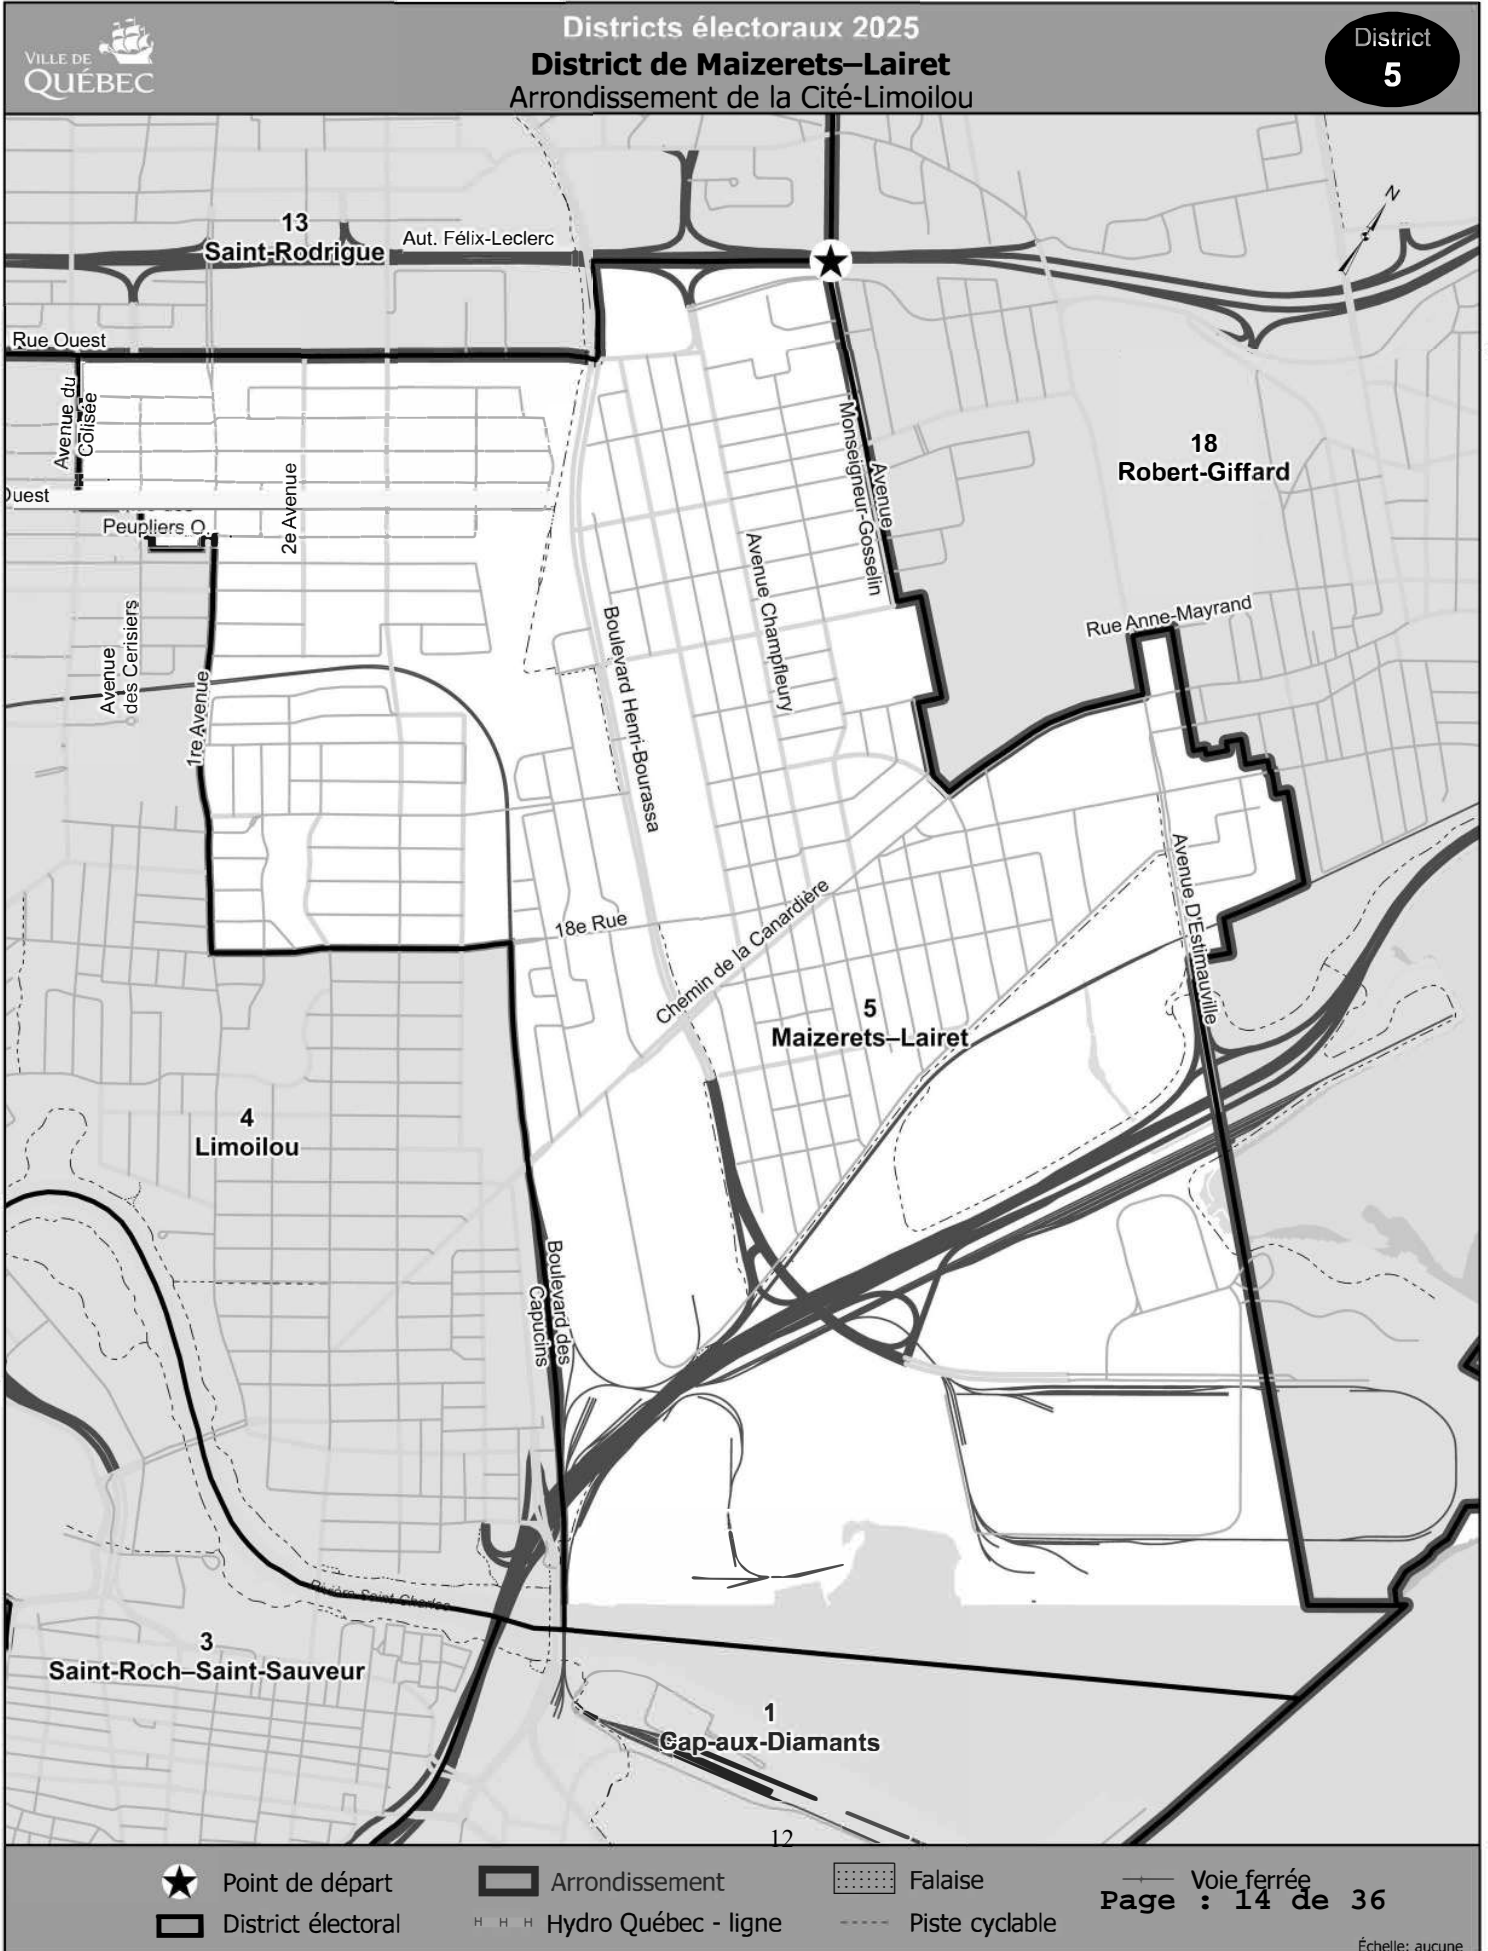 VILLE DE
QUÉBEC
Districts électoraux 2025
District de Maizerets–Lairet
Arrondissement de la Cité-Limoilou
District
5
N
13
Saint-Rodrigue
Aut. Félix-Leclerc
Rue Ouest
Avenue du
Colisée
Ouest
Peupliers O.
2e Avenue
Avenue
des Cerisiers
1re Avenue
Avenue
Monseigneur-Gosselin
Avenue Champfleury
Boulevard Henri-Bourassa
18
Robert-Giffard
Rue Anne-Mayrand
Avenue D'Estimauville
18e Rue
Chemin de la Canardière
5
Maizerets–Lairet
4
Limoilou
Boulevard des
Capucins
Rivière Saint-Charles
3
Saint-Roch–Saint-Sauveur
1
Cap-aux-Diamants
12
Point de départ
Arrondissement
Falaise
Voie ferrée
District électoral
H H H Hydro Québec - ligne
Piste cyclable
Page : 14 de 36
Échelle: aucune